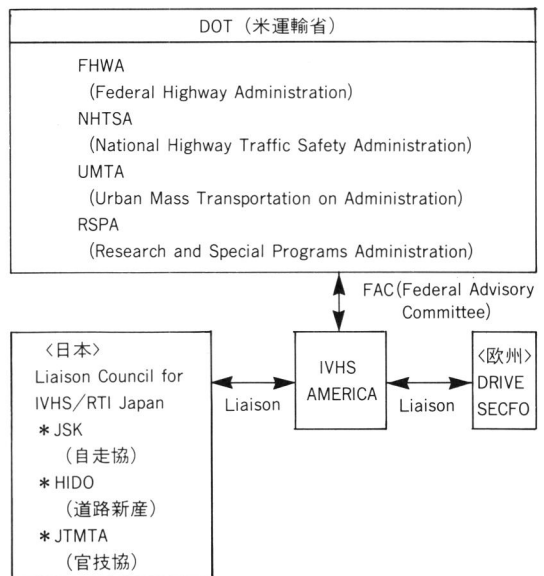 DOT（米運輸省）
FHWA
(Federal Highway Administration)
NHTSA
(National Highway Traffic Safety Administration)
UMTA
(Urban Mass Transportation on Administration)
RSPA
(Research and Special Programs Administration)
FAC(Federal Advisory
Committee)
〈日本〉
Liaison Council for
IVHS／RTI Japan
＊JSK
（自走協）
＊HIDO
（道路新産）
＊JTMTA
（官技協）
Liaison
IVHS
AMERICA
Liaison
〈欧州〉
DRIVE
SECFO